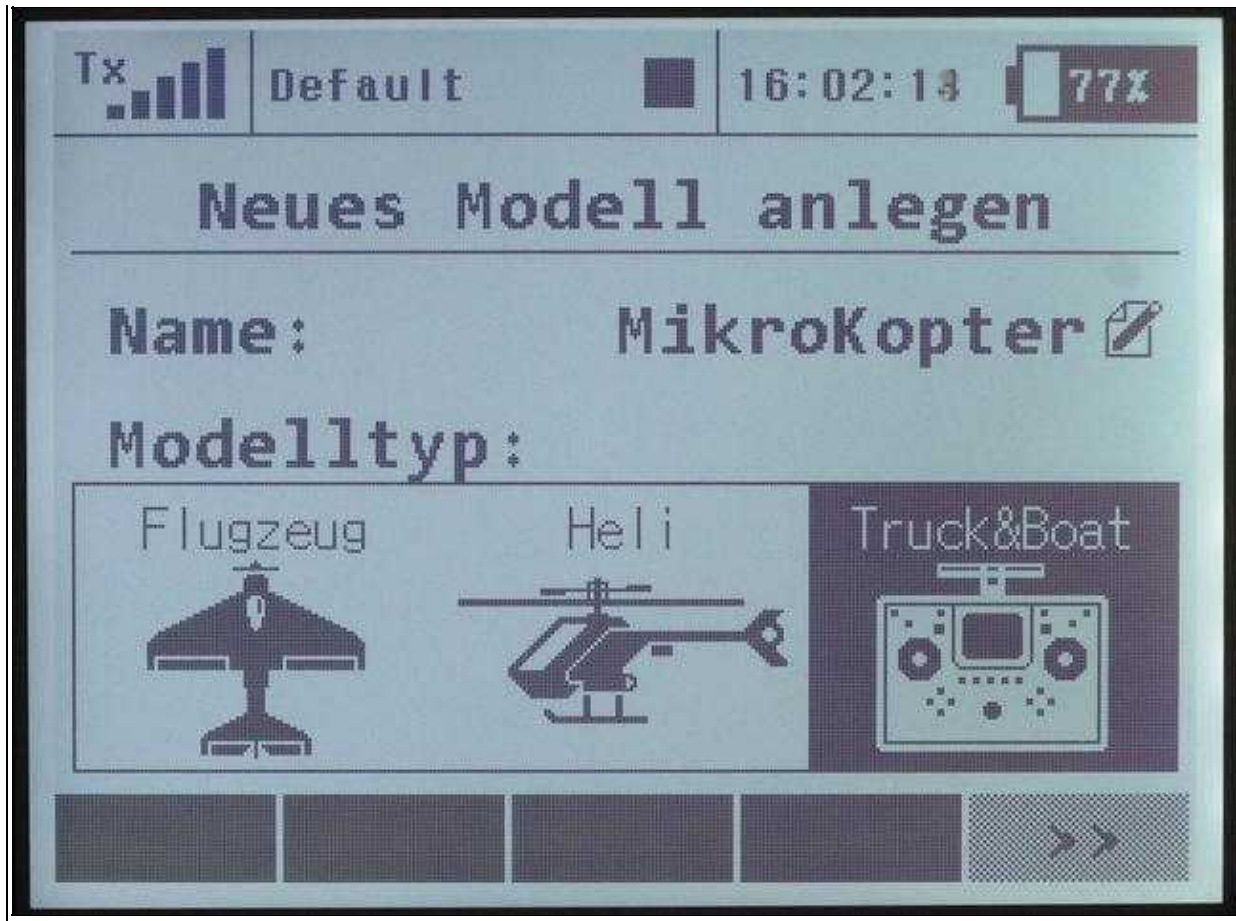 Tx Default 77%
Neues Modell anlegen
Name: MikroKopter
Modelltyp:
Flugzeug Heli Truck&Boat
>>